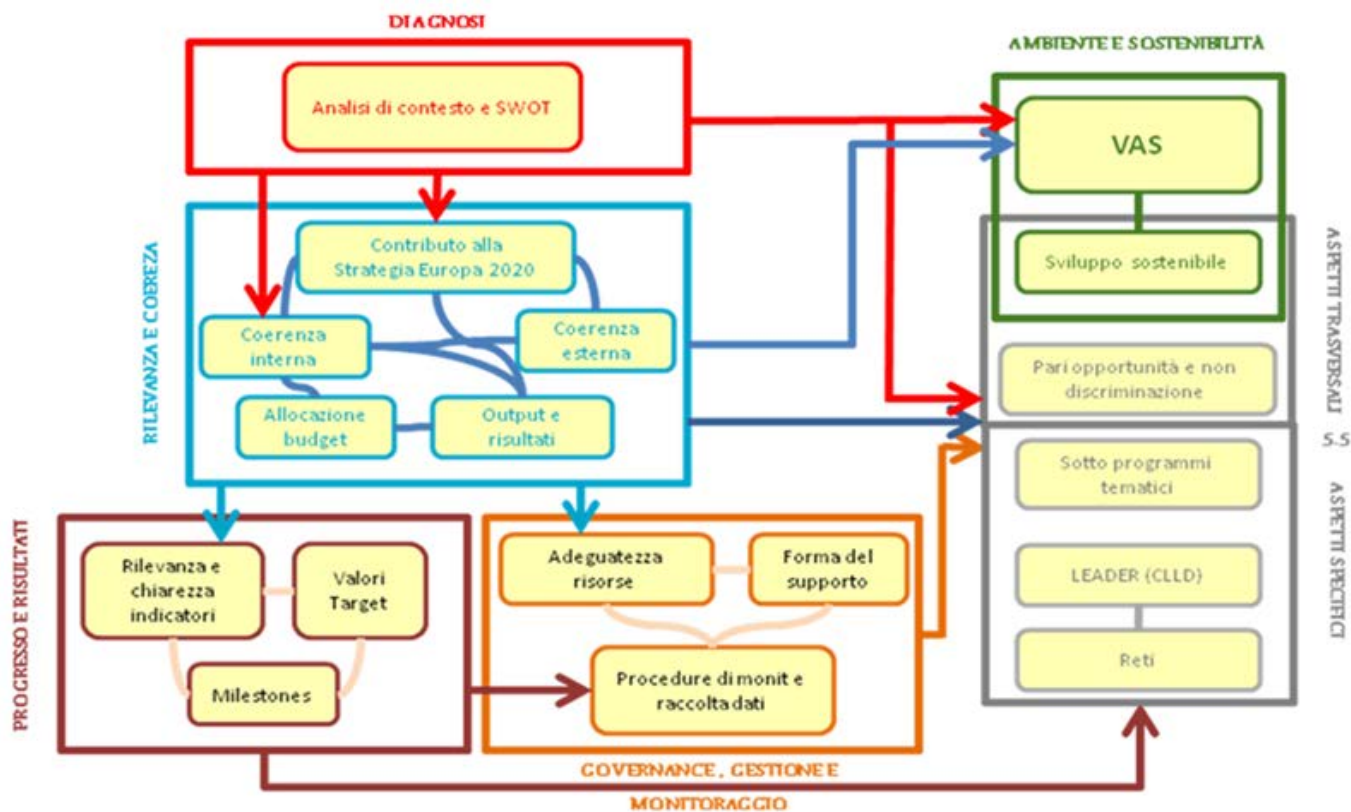 DIAGNOSI
AMBIENTE E SOSTENIBILITÀ
Analisi di contesto e SWOT
VAS
Sviluppo sostenibile
RILEVANZA E COEREZA
Contributo alla
Strategia Europa 2020
Coerenza
interna
Coerenza
esterna
Allocazione
budget
Output e
risultati
ASPETTI TRASVERSALI
Pari opportunità e non
discriminazione
5.5
ASPETTI SPECIFICI
Sotto programmi
tematici
LEADER (CLLD)
Reti
PROGRESSO E RISULTATI
Rilevanza e
chiarezza
indicatori
Valori
Target
Milestones
Adeguatezza
risorse
Forma del
supporto
Procedure di monit e
raccolta dati
GOVERNANCE, GESTIONE E
MONITORAGGIO